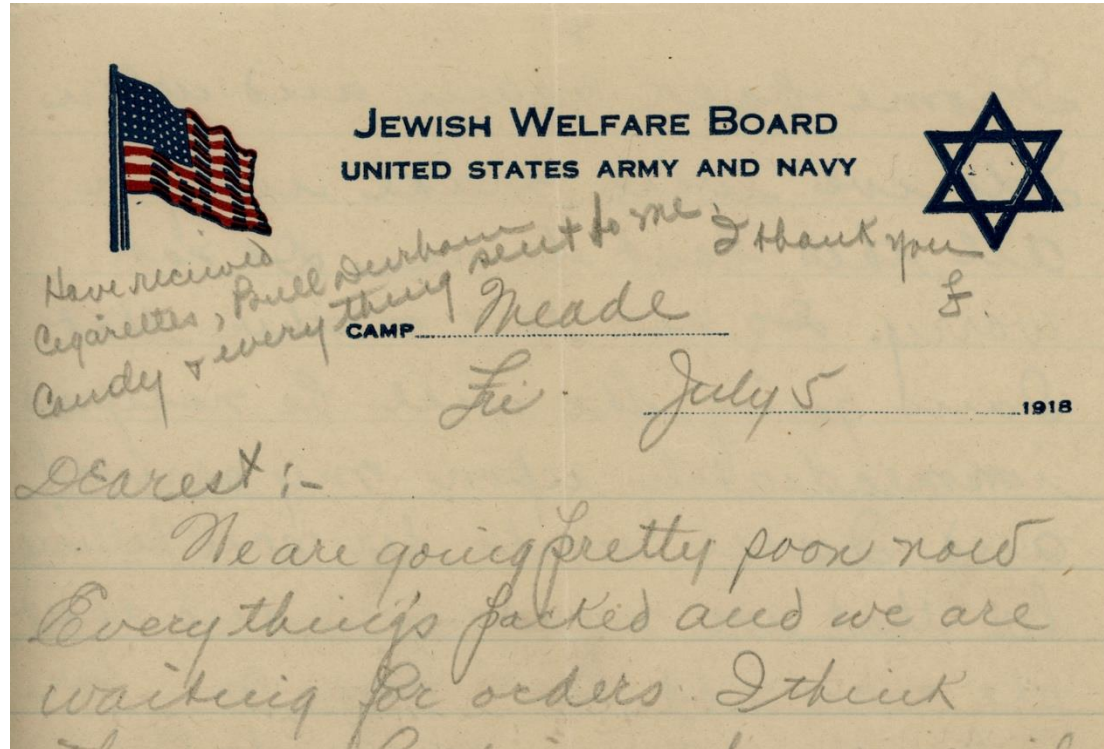 JEWISH WELFARE BOARD
UNITED STATES ARMY AND NAVY
Have received
Cigarettes, Bull Durham
Candy & everything sent to me.
I thank you
F.
CAMP Meade
Fri. July 5 1918
Dearest :-
We are going pretty soon now
Everything's packed and we are
waiting for orders. I think